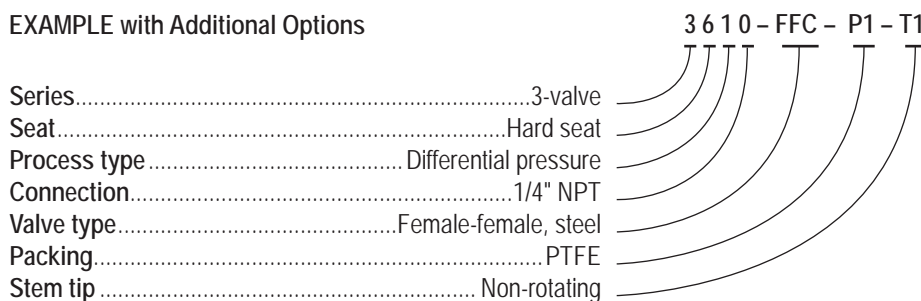 EXAMPLE with Additional Options 3 6 1 0 – FFC – P1 – T1
Series..........................................................................3-valve
Seat.........................................................................Hard seat
Process type.......................................... Differential pressure
Connection......................................................................1/4" NPT
Valve type..............................................Female-female, steel
Packing..........................................................................PTFE
Stem tip.............................................................. Non-rotating